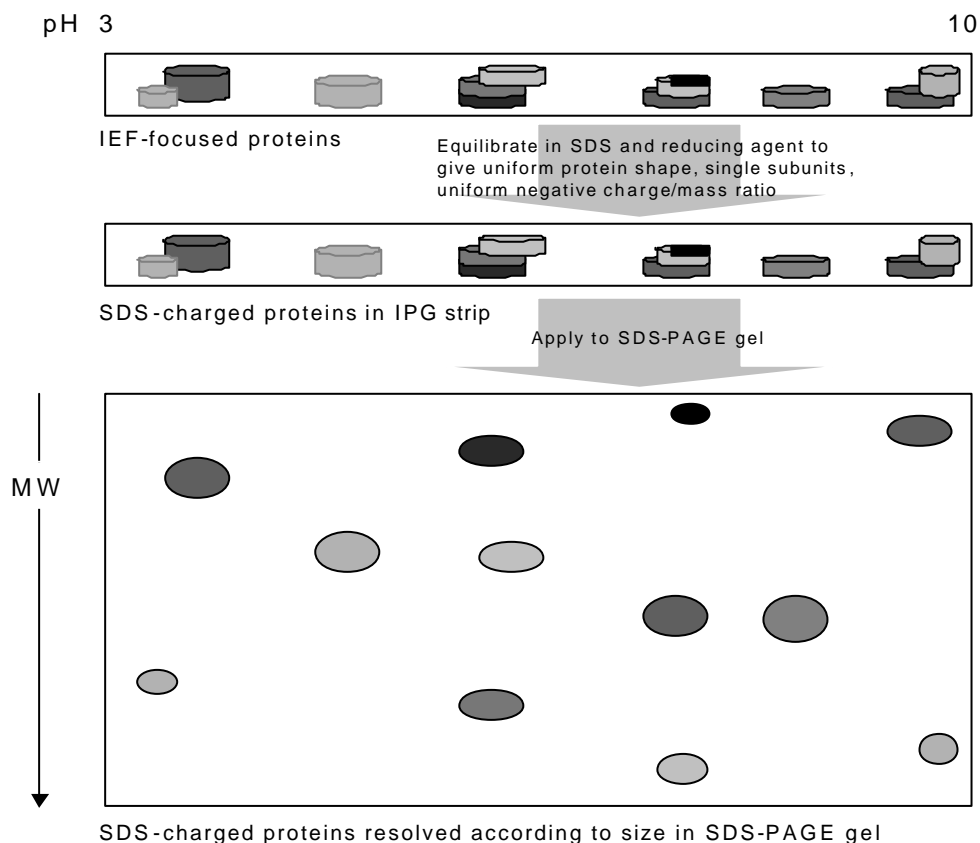 pH 3 10
IEF-focused proteins
Equilibrate in SDS and reducing agent to
give uniform protein shape, single subunits,
uniform negative charge/mass ratio
SDS-charged proteins in IPG strip
Apply to SDS-PAGE gel
MW
SDS-charged proteins resolved according to size in SDS-PAGE gel